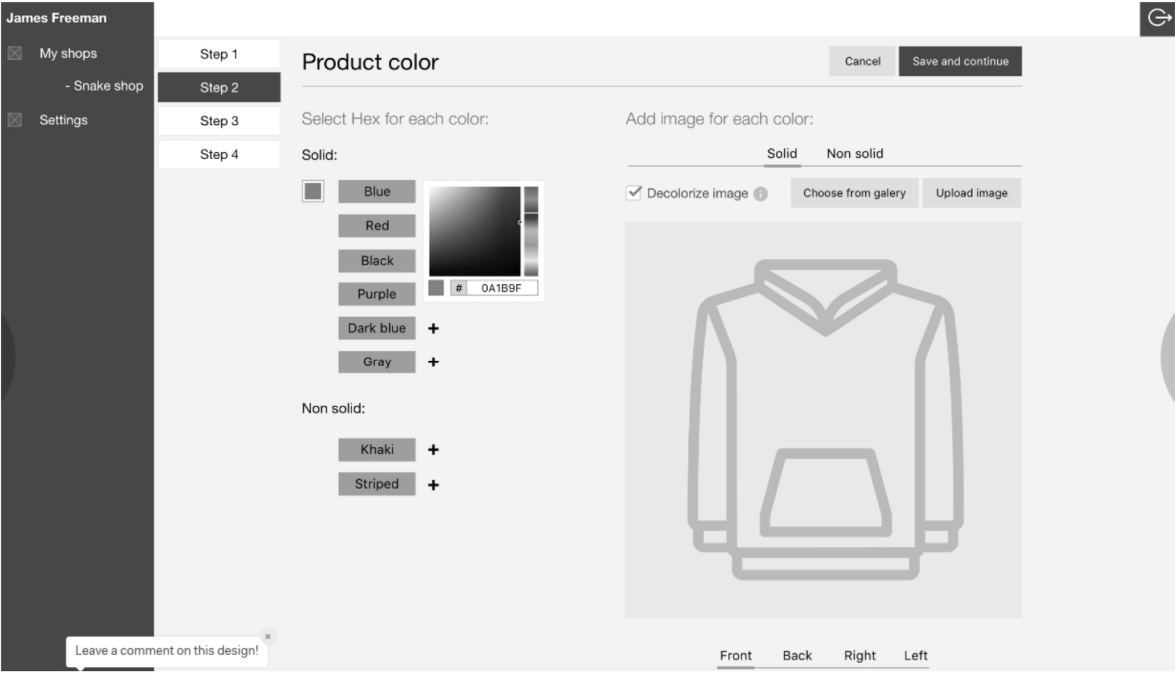 James Freeman
My shops
- Snake shop
Settings
Step 1
Step 2
Step 3
Step 4
Product color
Cancel
Save and continue
Select Hex for each color:
Solid:
Blue
Red
Black
Purple
Dark blue +
Gray +
# 0A1B9F
Non solid:
Khaki +
Striped +
Add image for each color:
Solid Non solid
Decolorize image i
Choose from galery
Upload image
Front Back Right Left
Leave a comment on this design!
×